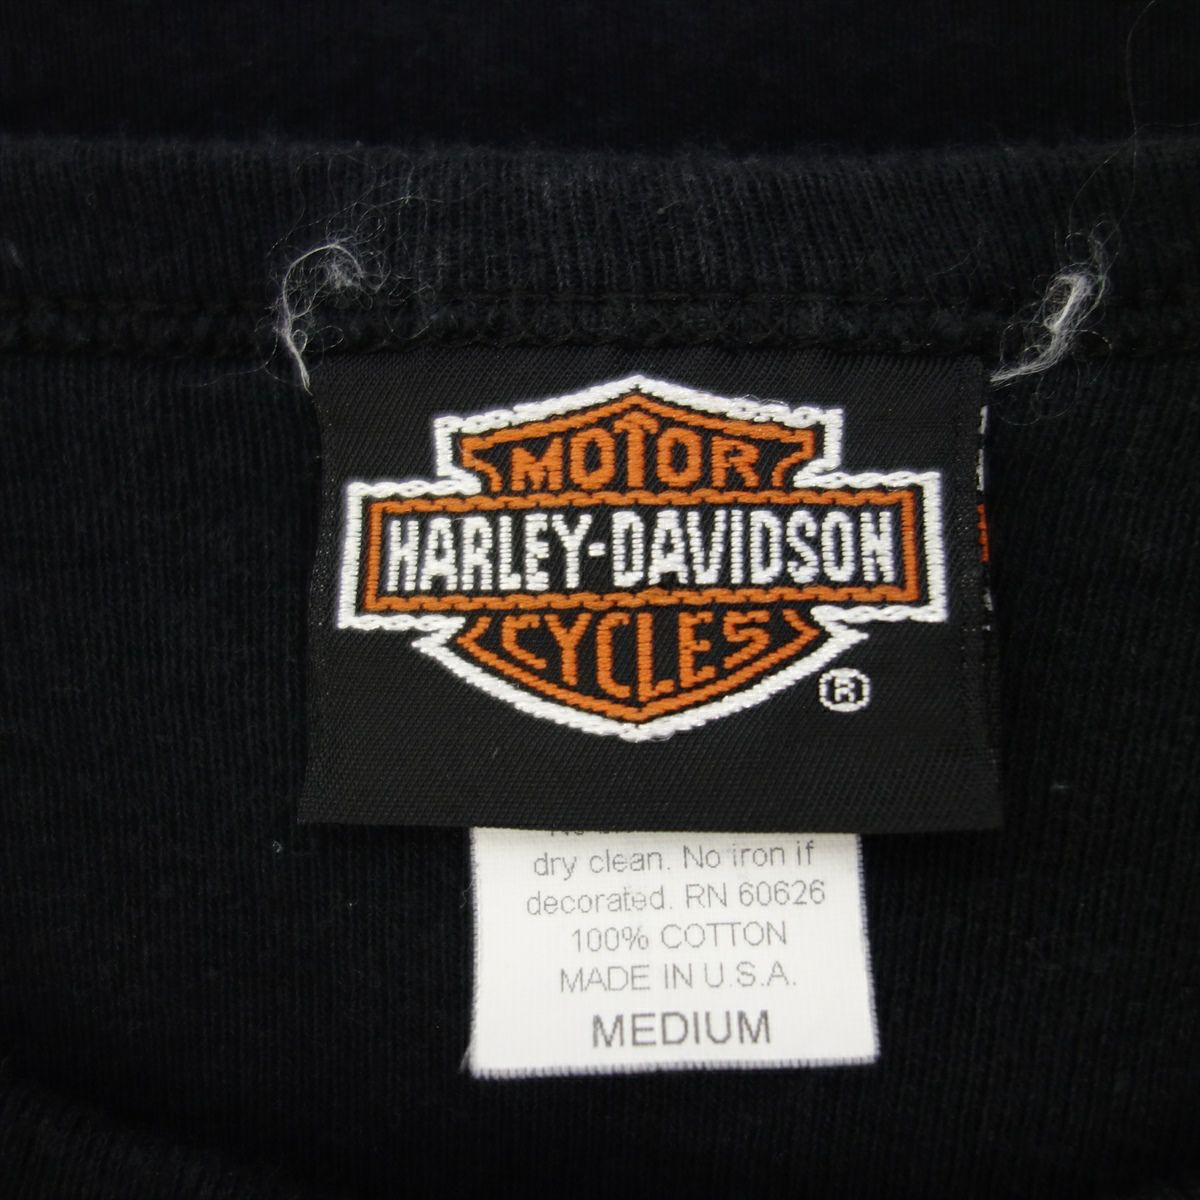 MOTOR
HARLEY-DAVIDSON
CYCLES
®
dry clean. No iron if
decorated. RN 60626
100% COTTON
MADE IN U.S.A.
MEDIUM